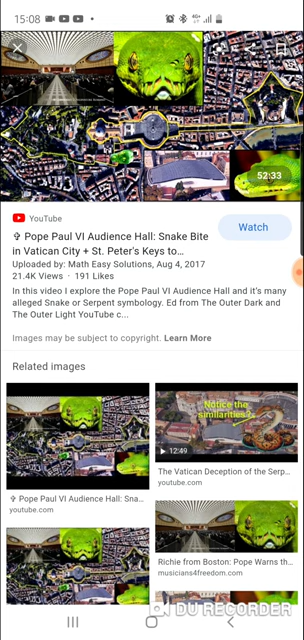 15:08
52:33
YouTube
Watch
✞ Pope Paul VI Audience Hall: Snake Bite
in Vatican City + St. Peter's Keys to…
Uploaded by: Math Easy Solutions, Aug 4, 2017
21.4K Views · 191 Likes
In this video I explore the Pope Paul VI Audience Hall and it's many
alleged Snake or Serpent symbology. Ed from The Outer Dark and
The Outer Light YouTube c...
Images may be subject to copyright. Learn More
Related images
✞ Pope Paul VI Audience Hall: Sna...
youtube.com
Notice the
similarities?
12:49
The Vatican Deception of the Serp...
youtube.com
Richie from Boston: Pope Warns th...
musicians4freedom.com
DU RECORDER